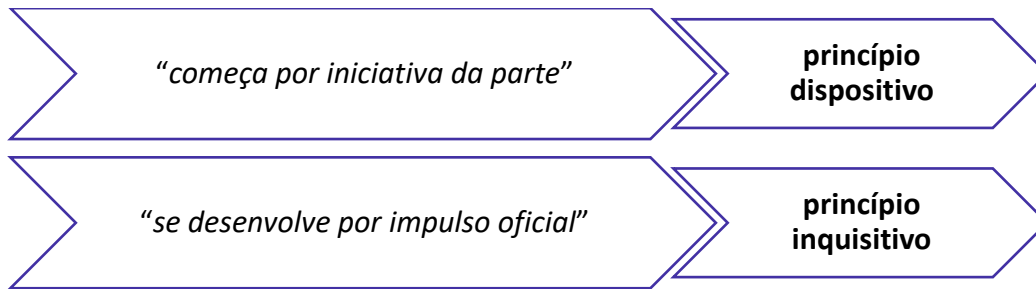 “começa por iniciativa da parte”
princípio
dispositivo
“se desenvolve por impulso oficial”
princípio
inquisitivo